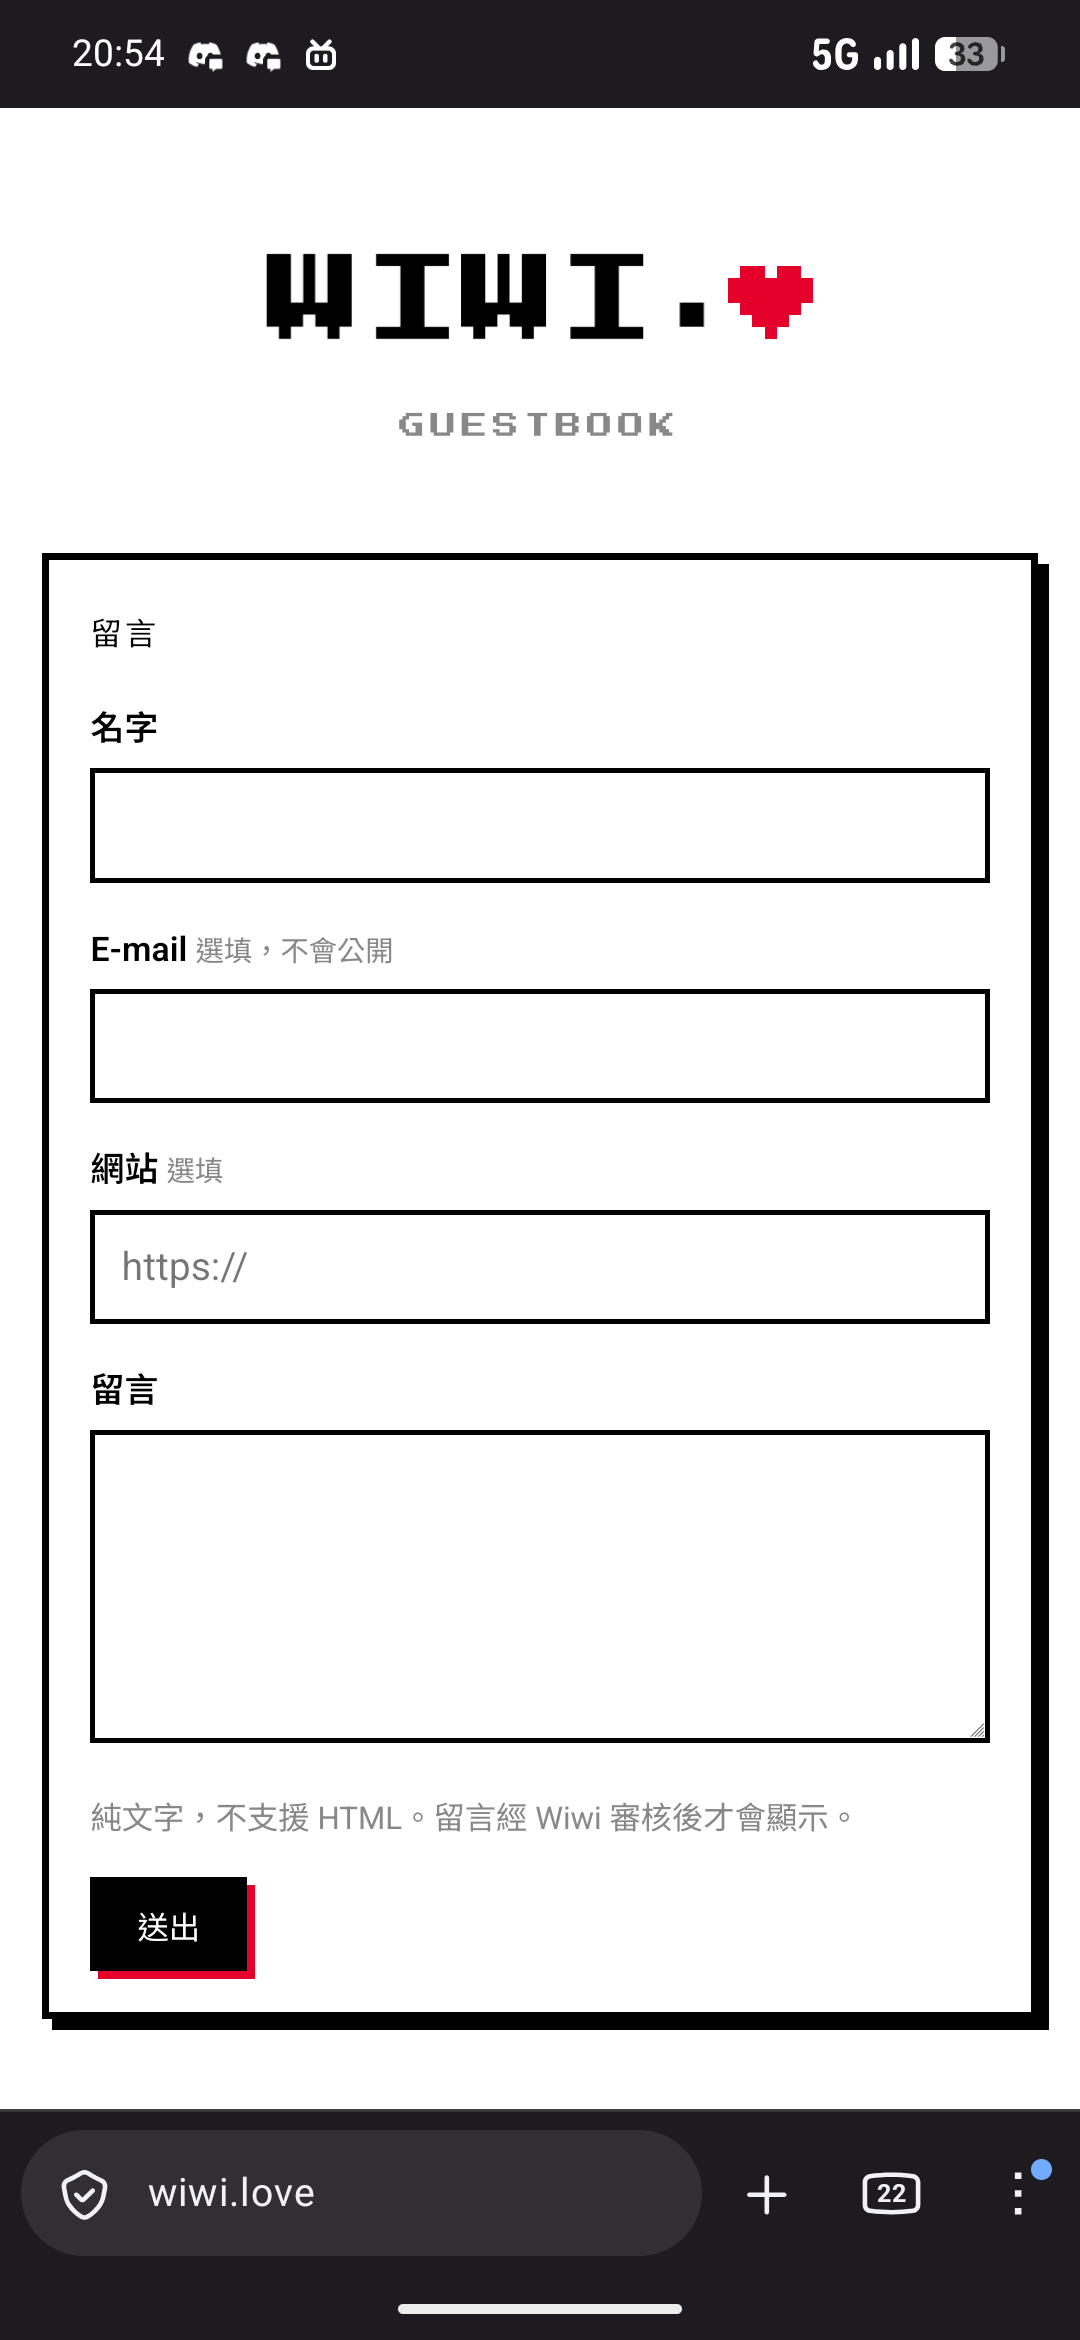 20:54
5G 33
WIWI.
GUESTBOOK
留言
名字
E-mail 選填，不會公開
網站 選填
https://
留言
純文字，不支援 HTML。留言經 Wiwi 審核後才會顯示。
送出
wiwi.love
22